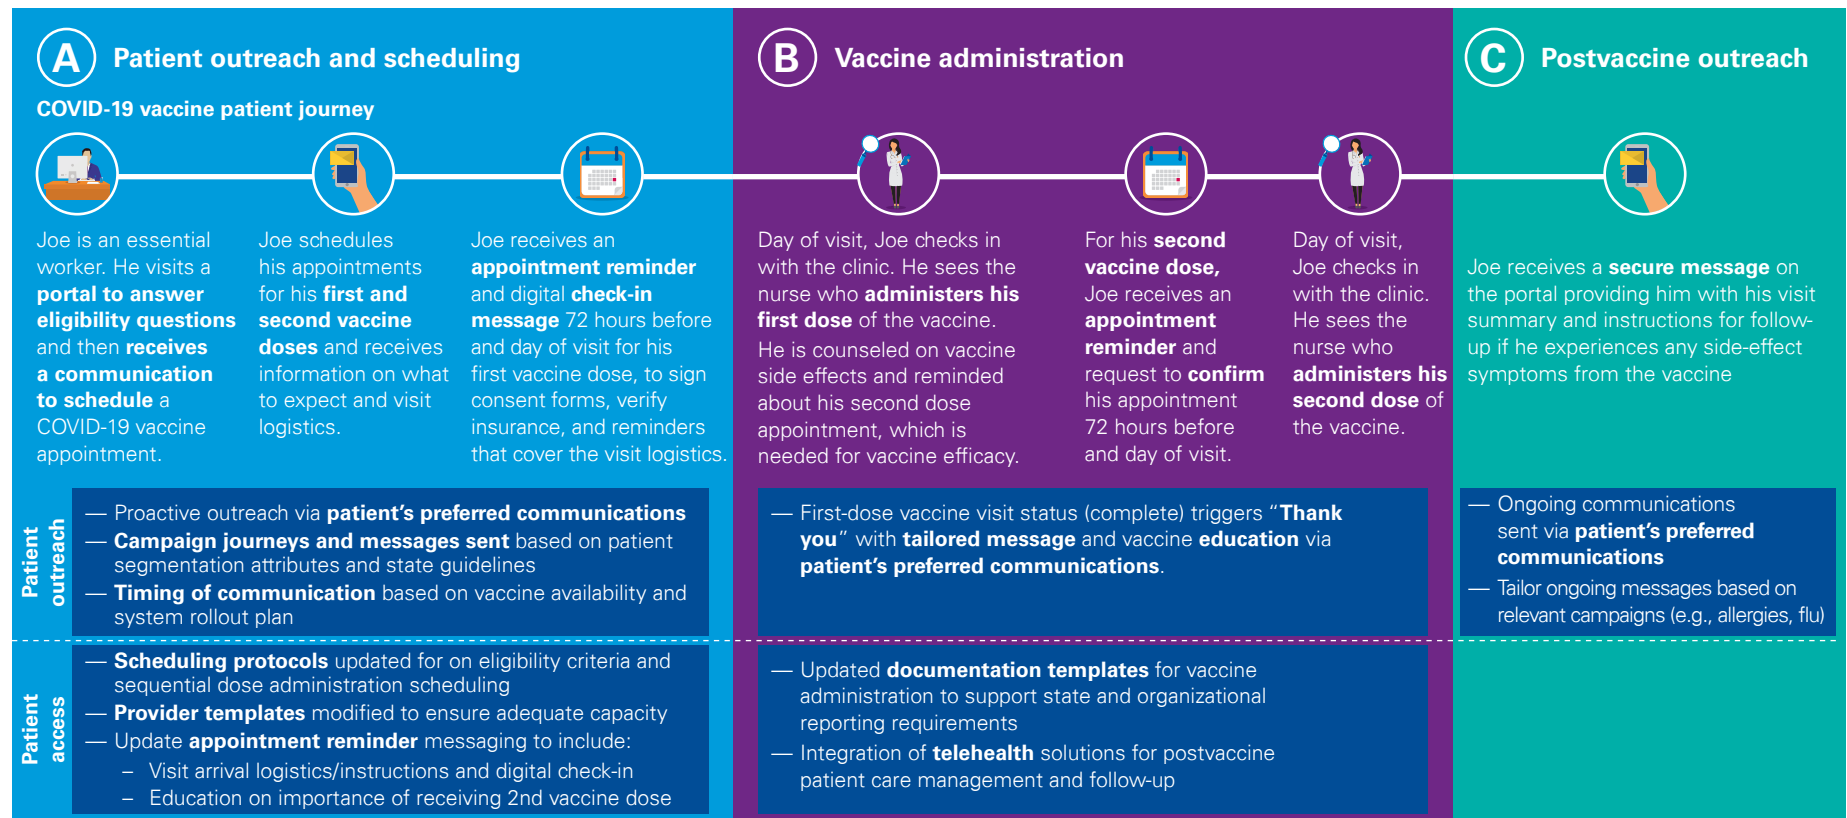 A Patient outreach and scheduling
COVID-19 vaccine patient journey
Joe is an essential
worker. He visits a
portal to answer
eligibility questions
and then receives
a communication
to schedule a
COVID-19 vaccine
appointment.
Joe schedules
his appointments
for his first and
second vaccine
doses and receives
information on what
to expect and visit
logistics.
Joe receives an
appointment reminder
and digital check-in
message 72 hours before
and day of visit for his
first vaccine dose, to sign
consent forms, verify
insurance, and reminders
that cover the visit logistics.
B Vaccine administration
Day of visit, Joe checks in
with the clinic. He sees the
nurse who administers his
first dose of the vaccine.
He is counseled on vaccine
side effects and reminded
about his second dose
appointment, which is
needed for vaccine efficacy.
For his second
vaccine dose,
Joe receives an
appointment
reminder and
request to confirm
his appointment
72 hours before
and day of visit.
Day of visit,
Joe checks in
with the clinic.
He sees the
nurse who
administers his
second dose of
the vaccine.
C Postvaccine outreach
Joe receives a secure message on
the portal providing him with his visit
summary and instructions for follow-
up if he experiences any side-effect
symptoms from the vaccine
Patient
outreach
— Proactive outreach via patient’s preferred communications
— Campaign journeys and messages sent based on patient
segmentation attributes and state guidelines
— Timing of communication based on vaccine availability and
system rollout plan
— First-dose vaccine visit status (complete) triggers “Thank
you” with tailored message and vaccine education via
patient’s preferred communications.
— Ongoing communications
sent via patient’s preferred
communications
— Tailor ongoing messages based on
relevant campaigns (e.g., allergies, flu)
Patient
access
— Scheduling protocols updated for on eligibility criteria and
sequential dose administration scheduling
— Provider templates modified to ensure adequate capacity
— Update appointment reminder messaging to include:
– Visit arrival logistics/instructions and digital check-in
– Education on importance of receiving 2nd vaccine dose
— Updated documentation templates for vaccine
administration to support state and organizational
reporting requirements
— Integration of telehealth solutions for postvaccine
patient care management and follow-up